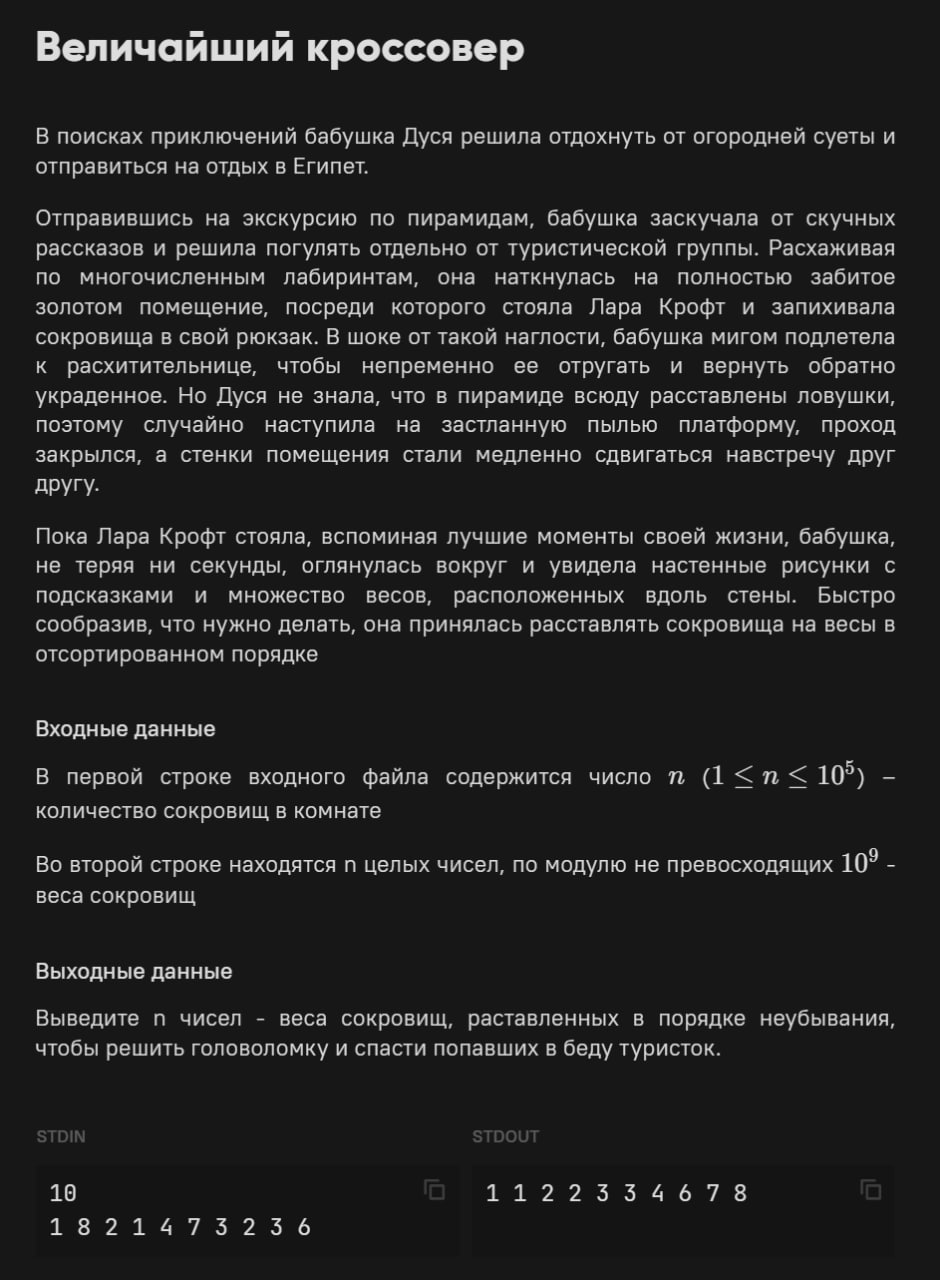 Величайший кроссовер
В поисках приключений бабушка Дуся решила отдохнуть от огородней суеты и
отправиться на отдых в Египет.
Отправившись на экскурсию по пирамидам, бабушка заскучала от скучных
рассказов и решила погулять отдельно от туристической группы. Расхаживая
по многочисленным лабиринтам, она наткнулась на полностью забитое
золотом помещение, посреди которого стояла Лара Крофт и запихивала
сокровища в свой рюкзак. В шоке от такой наглости, бабушка мигом подлетела
к расхитительнице, чтобы непременно ее отругать и вернуть обратно
украденное. Но Дуся не знала, что в пирамиде всюду расставлены ловушки,
поэтому случайно наступила на застланную пылью платформу, проход
закрылся, а стенки помещения стали медленно сдвигаться навстречу друг
другу.
Пока Лара Крофт стояла, вспоминая лучшие моменты своей жизни, бабушка,
не теряя ни секунды, оглянулась вокруг и увидела настенные рисунки с
подсказками и множество весов, расположенных вдоль стены. Быстро
сообразив, что нужно делать, она принялась расставлять сокровища на весы в
отсортированном порядке
Входные данные
В первой строке входного файла содержится число n (1 ≤ n ≤ 10⁵) –
количество сокровищ в комнате
Во второй строке находятся n целых чисел, по модулю не превосходящих 10⁹ -
веса сокровищ
Выходные данные
Выведите n чисел - веса сокровищ, раставленных в порядке неубывания,
чтобы решить головоломку и спасти попавших в беду туристок.
STDIN
10
1 8 2 1 4 7 3 2 3 6
STDOUT
1 1 2 2 3 3 4 6 7 8